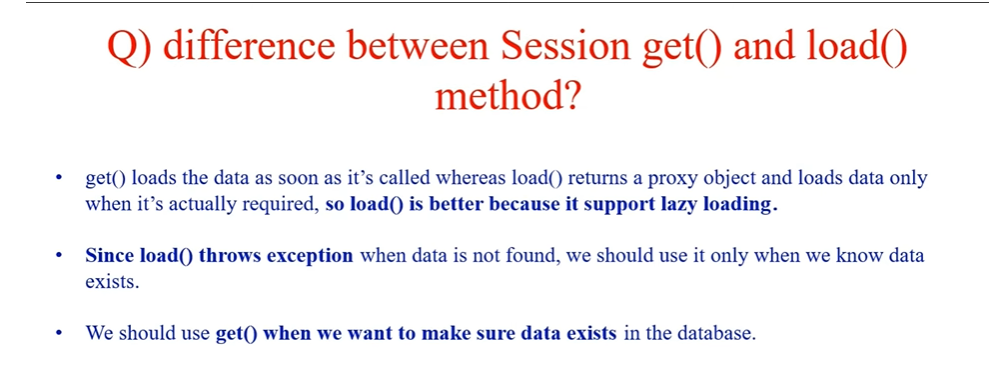 Q) difference between Session get() and load()
method?
• get() loads the data as soon as it's called whereas load() returns a proxy object and loads data only
when it's actually required, so load() is better because it support lazy loading.
• Since load() throws exception when data is not found, we should use it only when we know data
exists.
• We should use get() when we want to make sure data exists in the database.